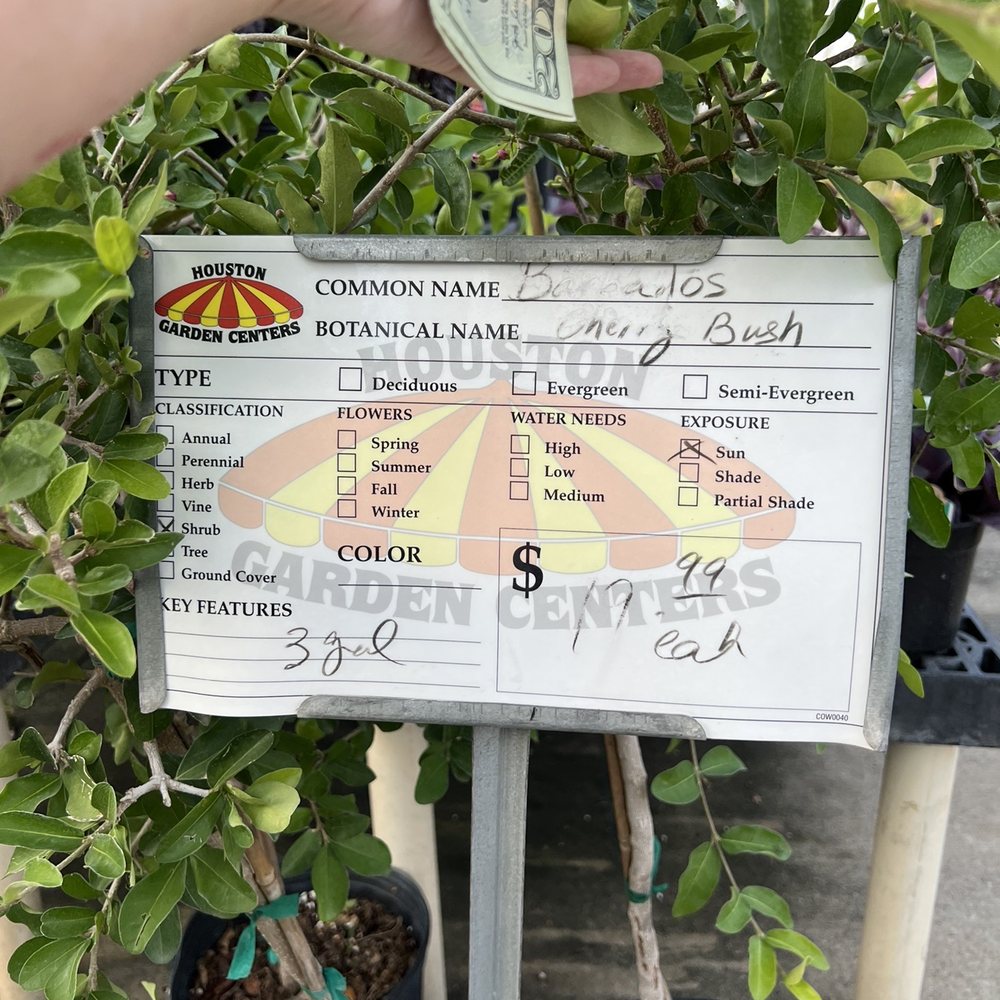 HOUSTON
GARDEN CENTERS
COMMON NAME Barbados
BOTANICAL NAME Cherry Bush
TYPE Deciduous Evergreen Semi-Evergreen
CLASSIFICATION
Annual
Perennial
Herb
Vine
Shrub
Tree
Ground Cover
FLOWERS
Spring
Summer
Fall
Winter
WATER NEEDS
High
Low
Medium
EXPOSURE
Sun
Shade
Partial Shade
COLOR
KEY FEATURES
3 gal
$ 19.99
eah
HOUSTON
GARDEN CENTERS
COW0040